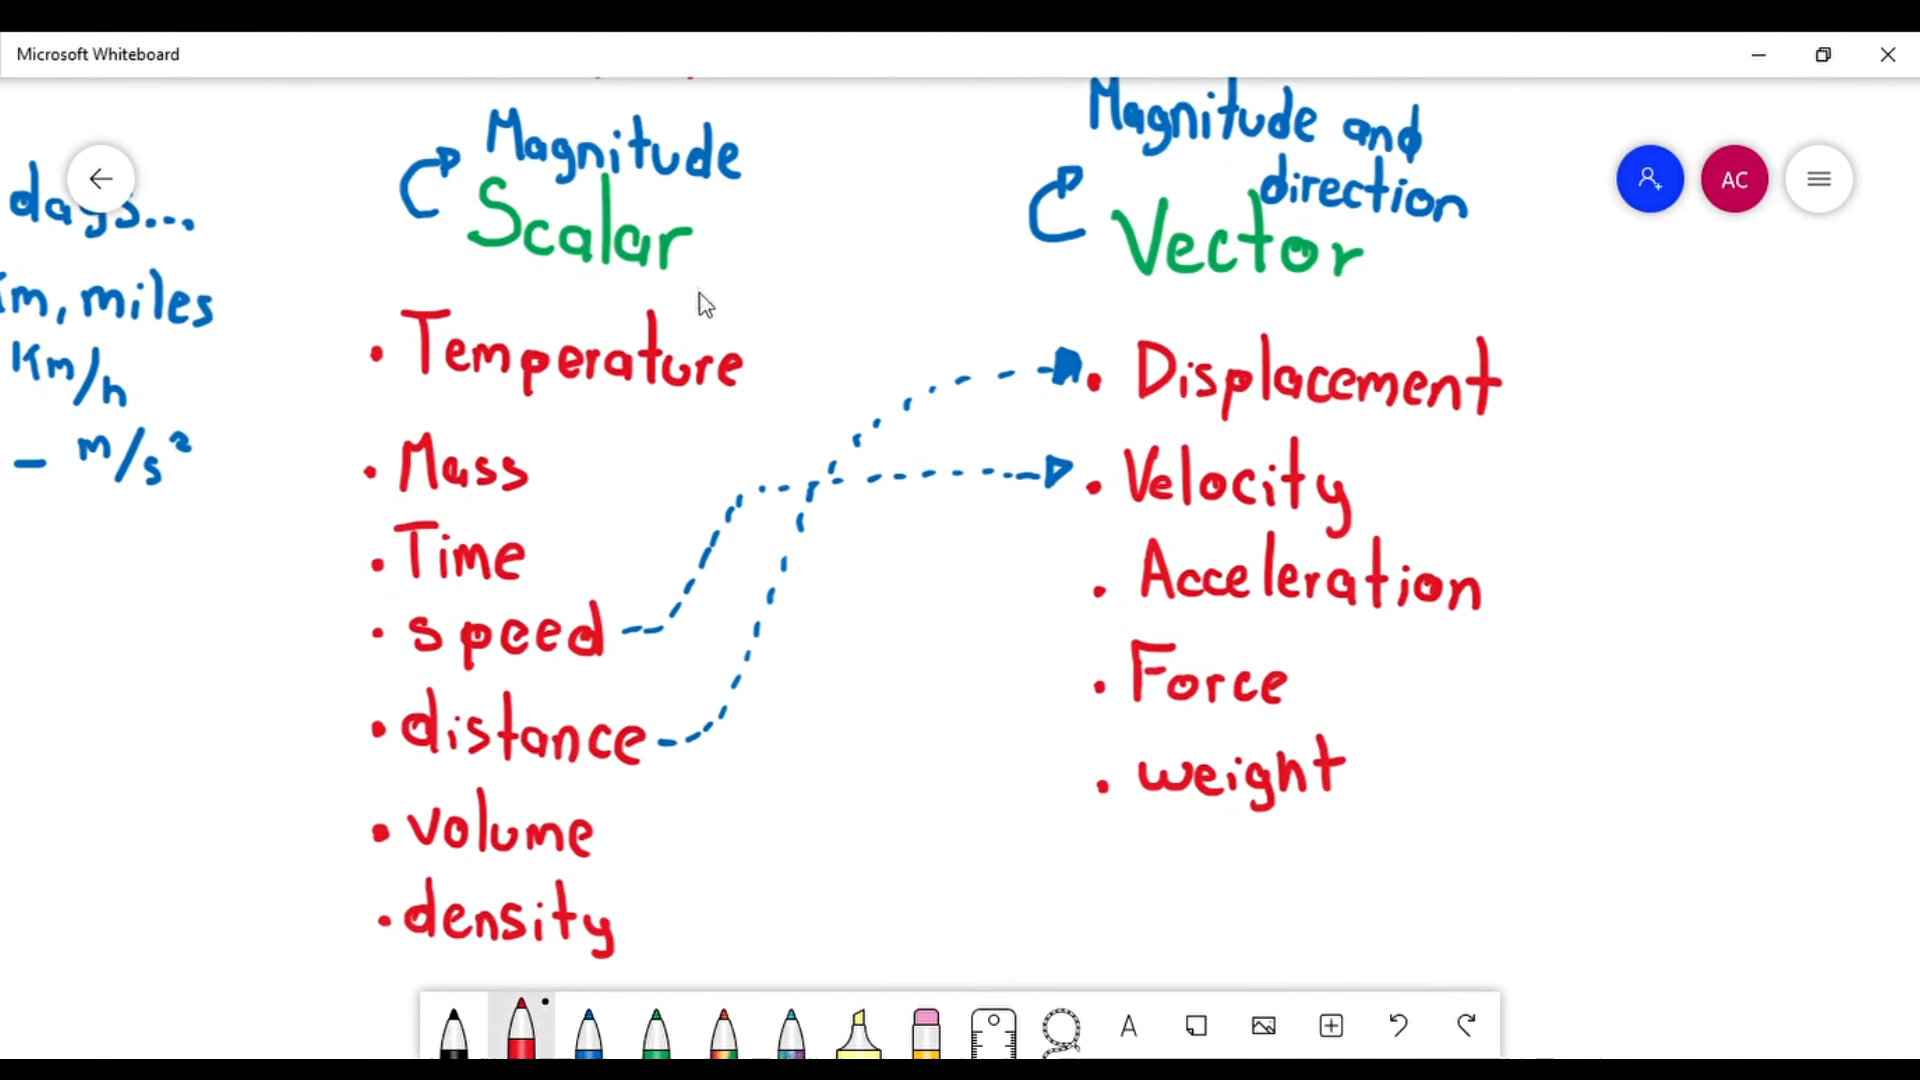 Microsoft Whiteboard
Magnitude
Magnitude and
direction
Scalar
Vector
days...
Km, miles
Km/h
- m/s²
• Temperature
• Mass
• Time
• speed
• distance
• volume
• density
• Displacement
• Velocity
• Acceleration
• Force
• weight
AC
A